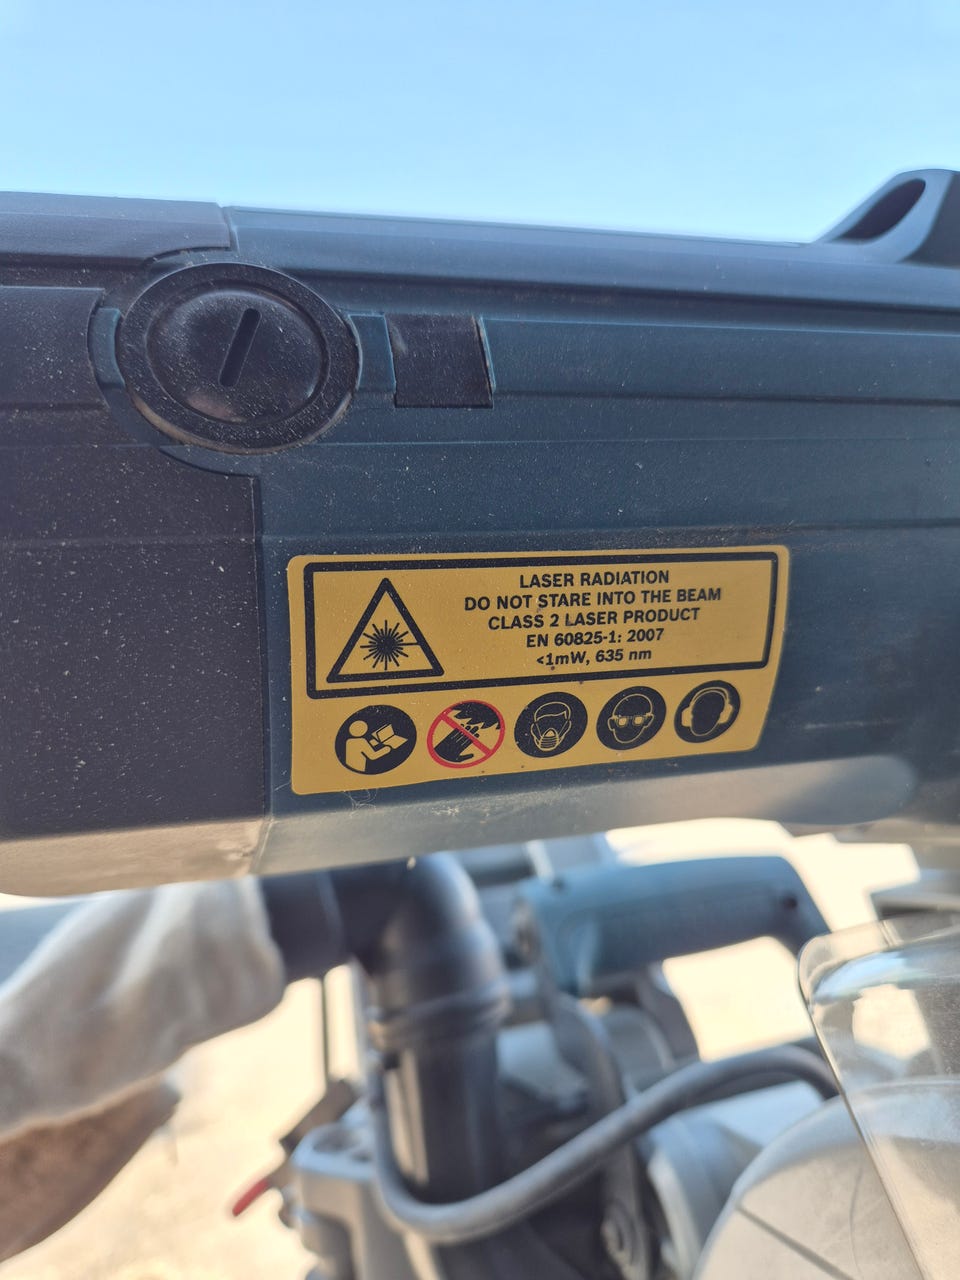 LASER RADIATION
DO NOT STARE INTO THE BEAM
CLASS 2 LASER PRODUCT
EN 60825-1: 2007
<1mW, 635 nm